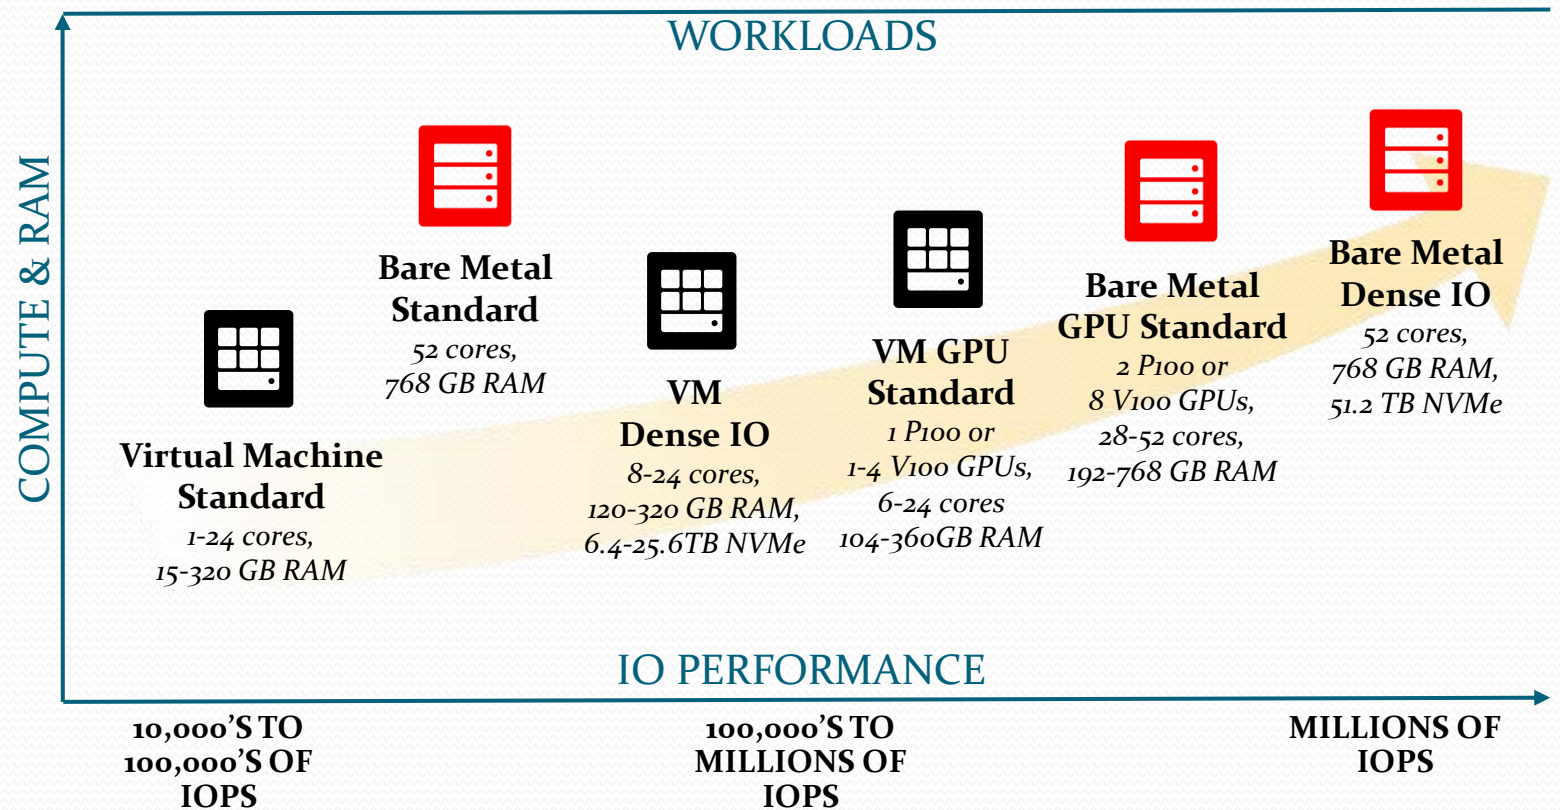 WORKLOADS
COMPUTE & RAM
Bare Metal
Standard
52 cores,
768 GB RAM
Virtual Machine
Standard
1-24 cores,
15-320 GB RAM
VM
Dense IO
8-24 cores,
120-320 GB RAM,
6.4-25.6TB NVMe
VM GPU
Standard
1 P100 or
1-4 V100 GPUs,
6-24 cores
104-360GB RAM
Bare Metal
GPU Standard
2 P100 or
8 V100 GPUs,
28-52 cores,
192-768 GB RAM
Bare Metal
Dense IO
52 cores,
768 GB RAM,
51.2 TB NVMe
IO PERFORMANCE
10,000’S TO
100,000’S OF
IOPS
100,000’S TO
MILLIONS OF
IOPS
MILLIONS OF
IOPS